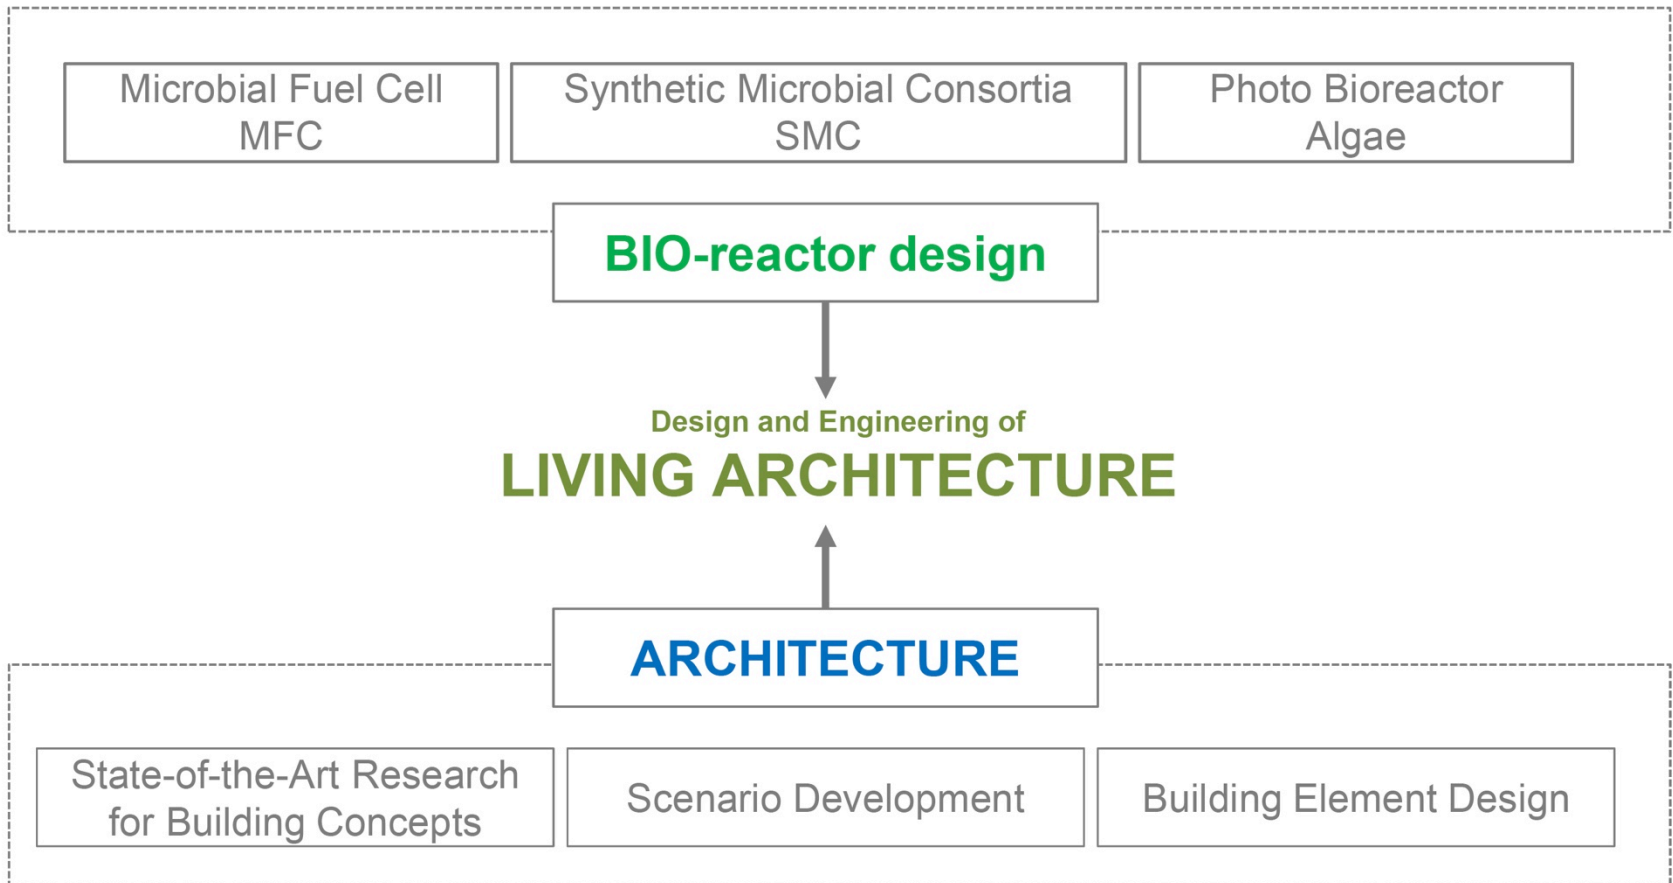 Microbial Fuel Cell
MFC
Synthetic Microbial Consortia
SMC
Photo Bioreactor
Algae
BIO-reactor design
Design and Engineering of
LIVING ARCHITECTURE
ARCHITECTURE
State-of-the-Art Research
for Building Concepts
Scenario Development
Building Element Design